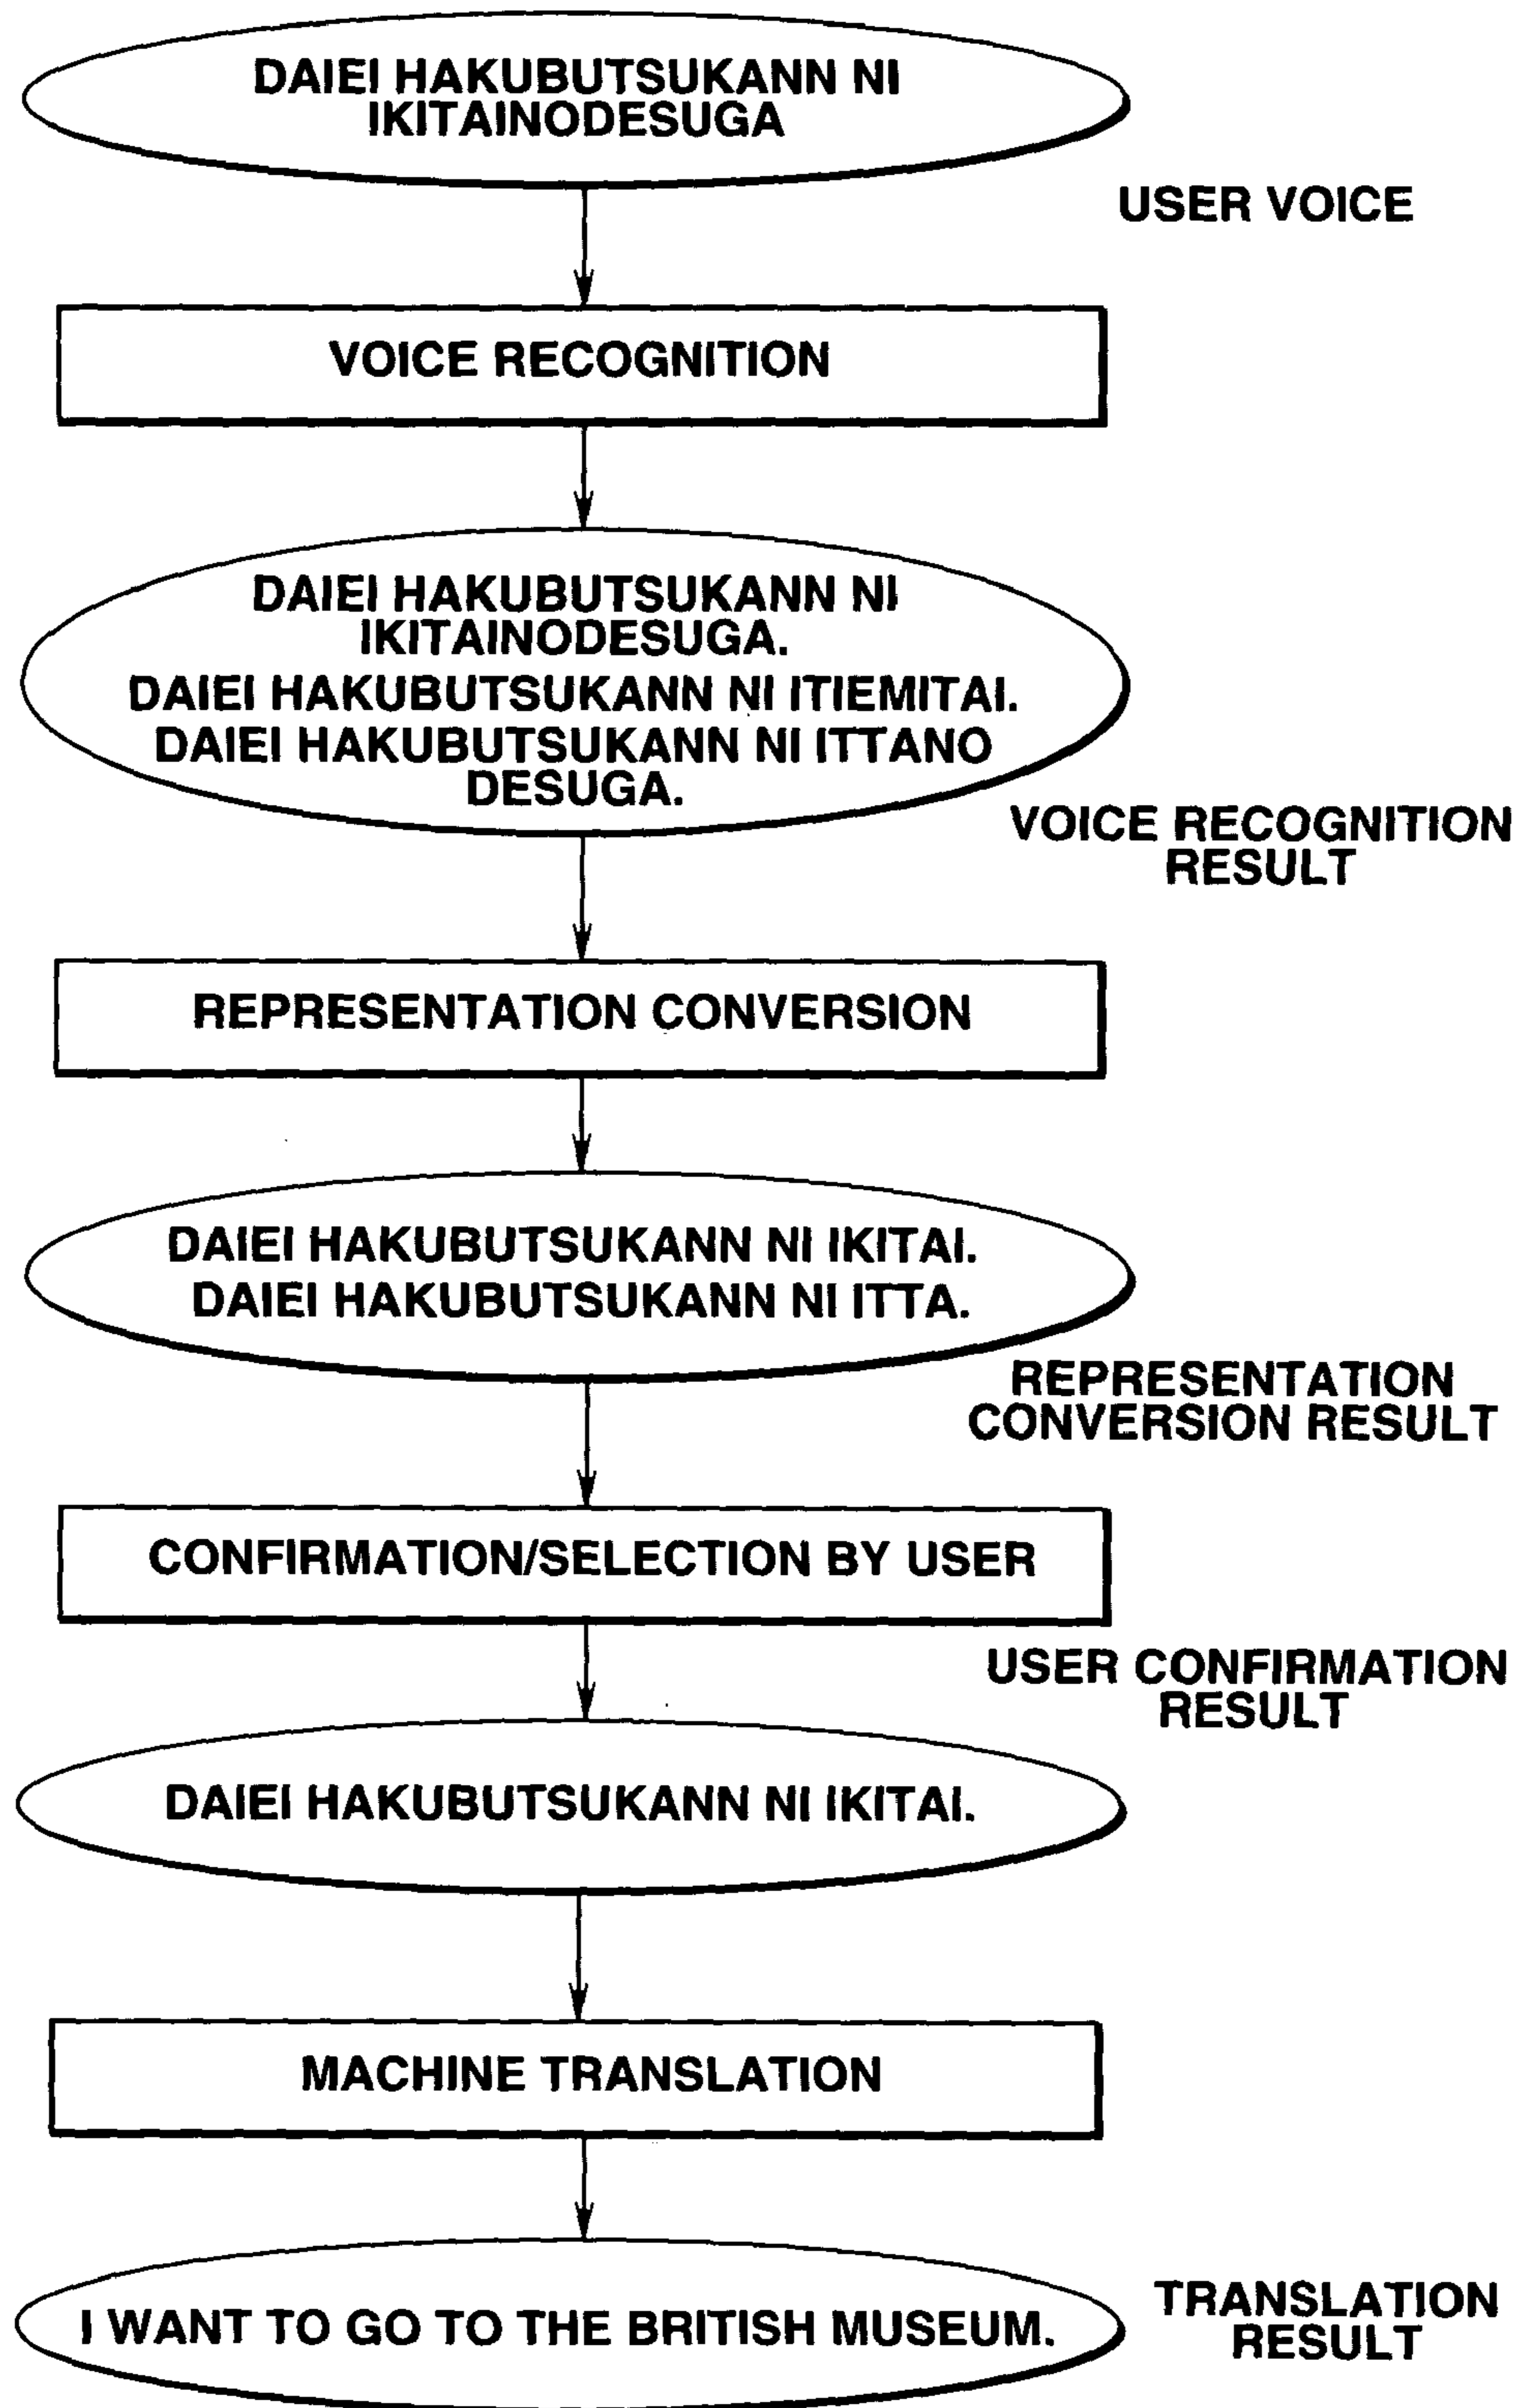 DAIEI HAKUBUTSUKANN NI
IKITAINODESUGA
USER VOICE
VOICE RECOGNITION
DAIEI HAKUBUTSUKANN NI
IKITAINODESUGA.
DAIEI HAKUBUTSUKANN NI ITIEMITAI.
DAIEI HAKUBUTSUKANN NI ITTANO
DESUGA.
VOICE RECOGNITION
RESULT
REPRESENTATION CONVERSION
DAIEI HAKUBUTSUKANN NI IKITAI.
DAIEI HAKUBUTSUKANN NI ITTA.
REPRESENTATION
CONVERSION RESULT
CONFIRMATION/SELECTION BY USER
USER CONFIRMATION
RESULT
DAIEI HAKUBUTSUKANN NI IKITAI.
MACHINE TRANSLATION
I WANT TO GO TO THE BRITISH MUSEUM.
TRANSLATION
RESULT